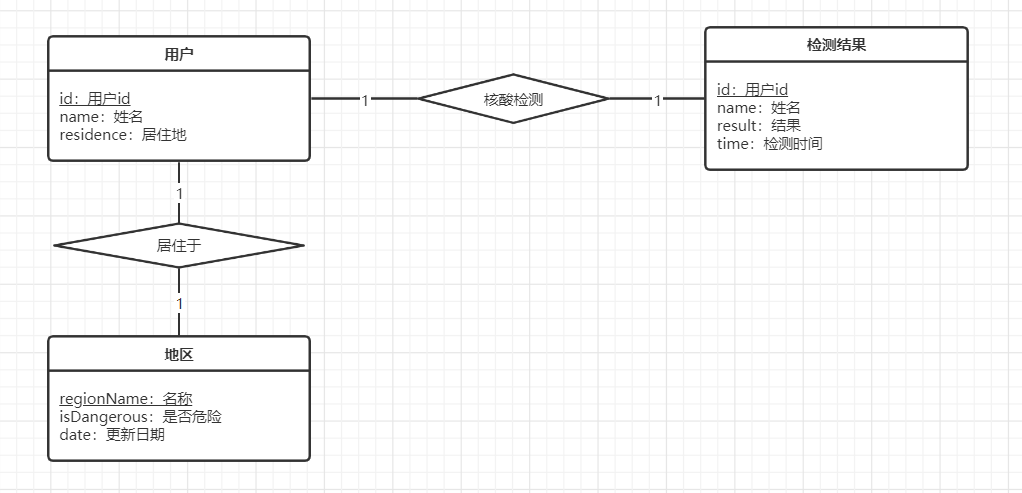 用户
id：用户id
name：姓名
residence：居住地
1
核酸检测
1
检测结果
id：用户id
name：姓名
result：结果
time：检测时间
1
居住于
1
地区
regionName：名称
isDangerous：是否危险
date：更新日期